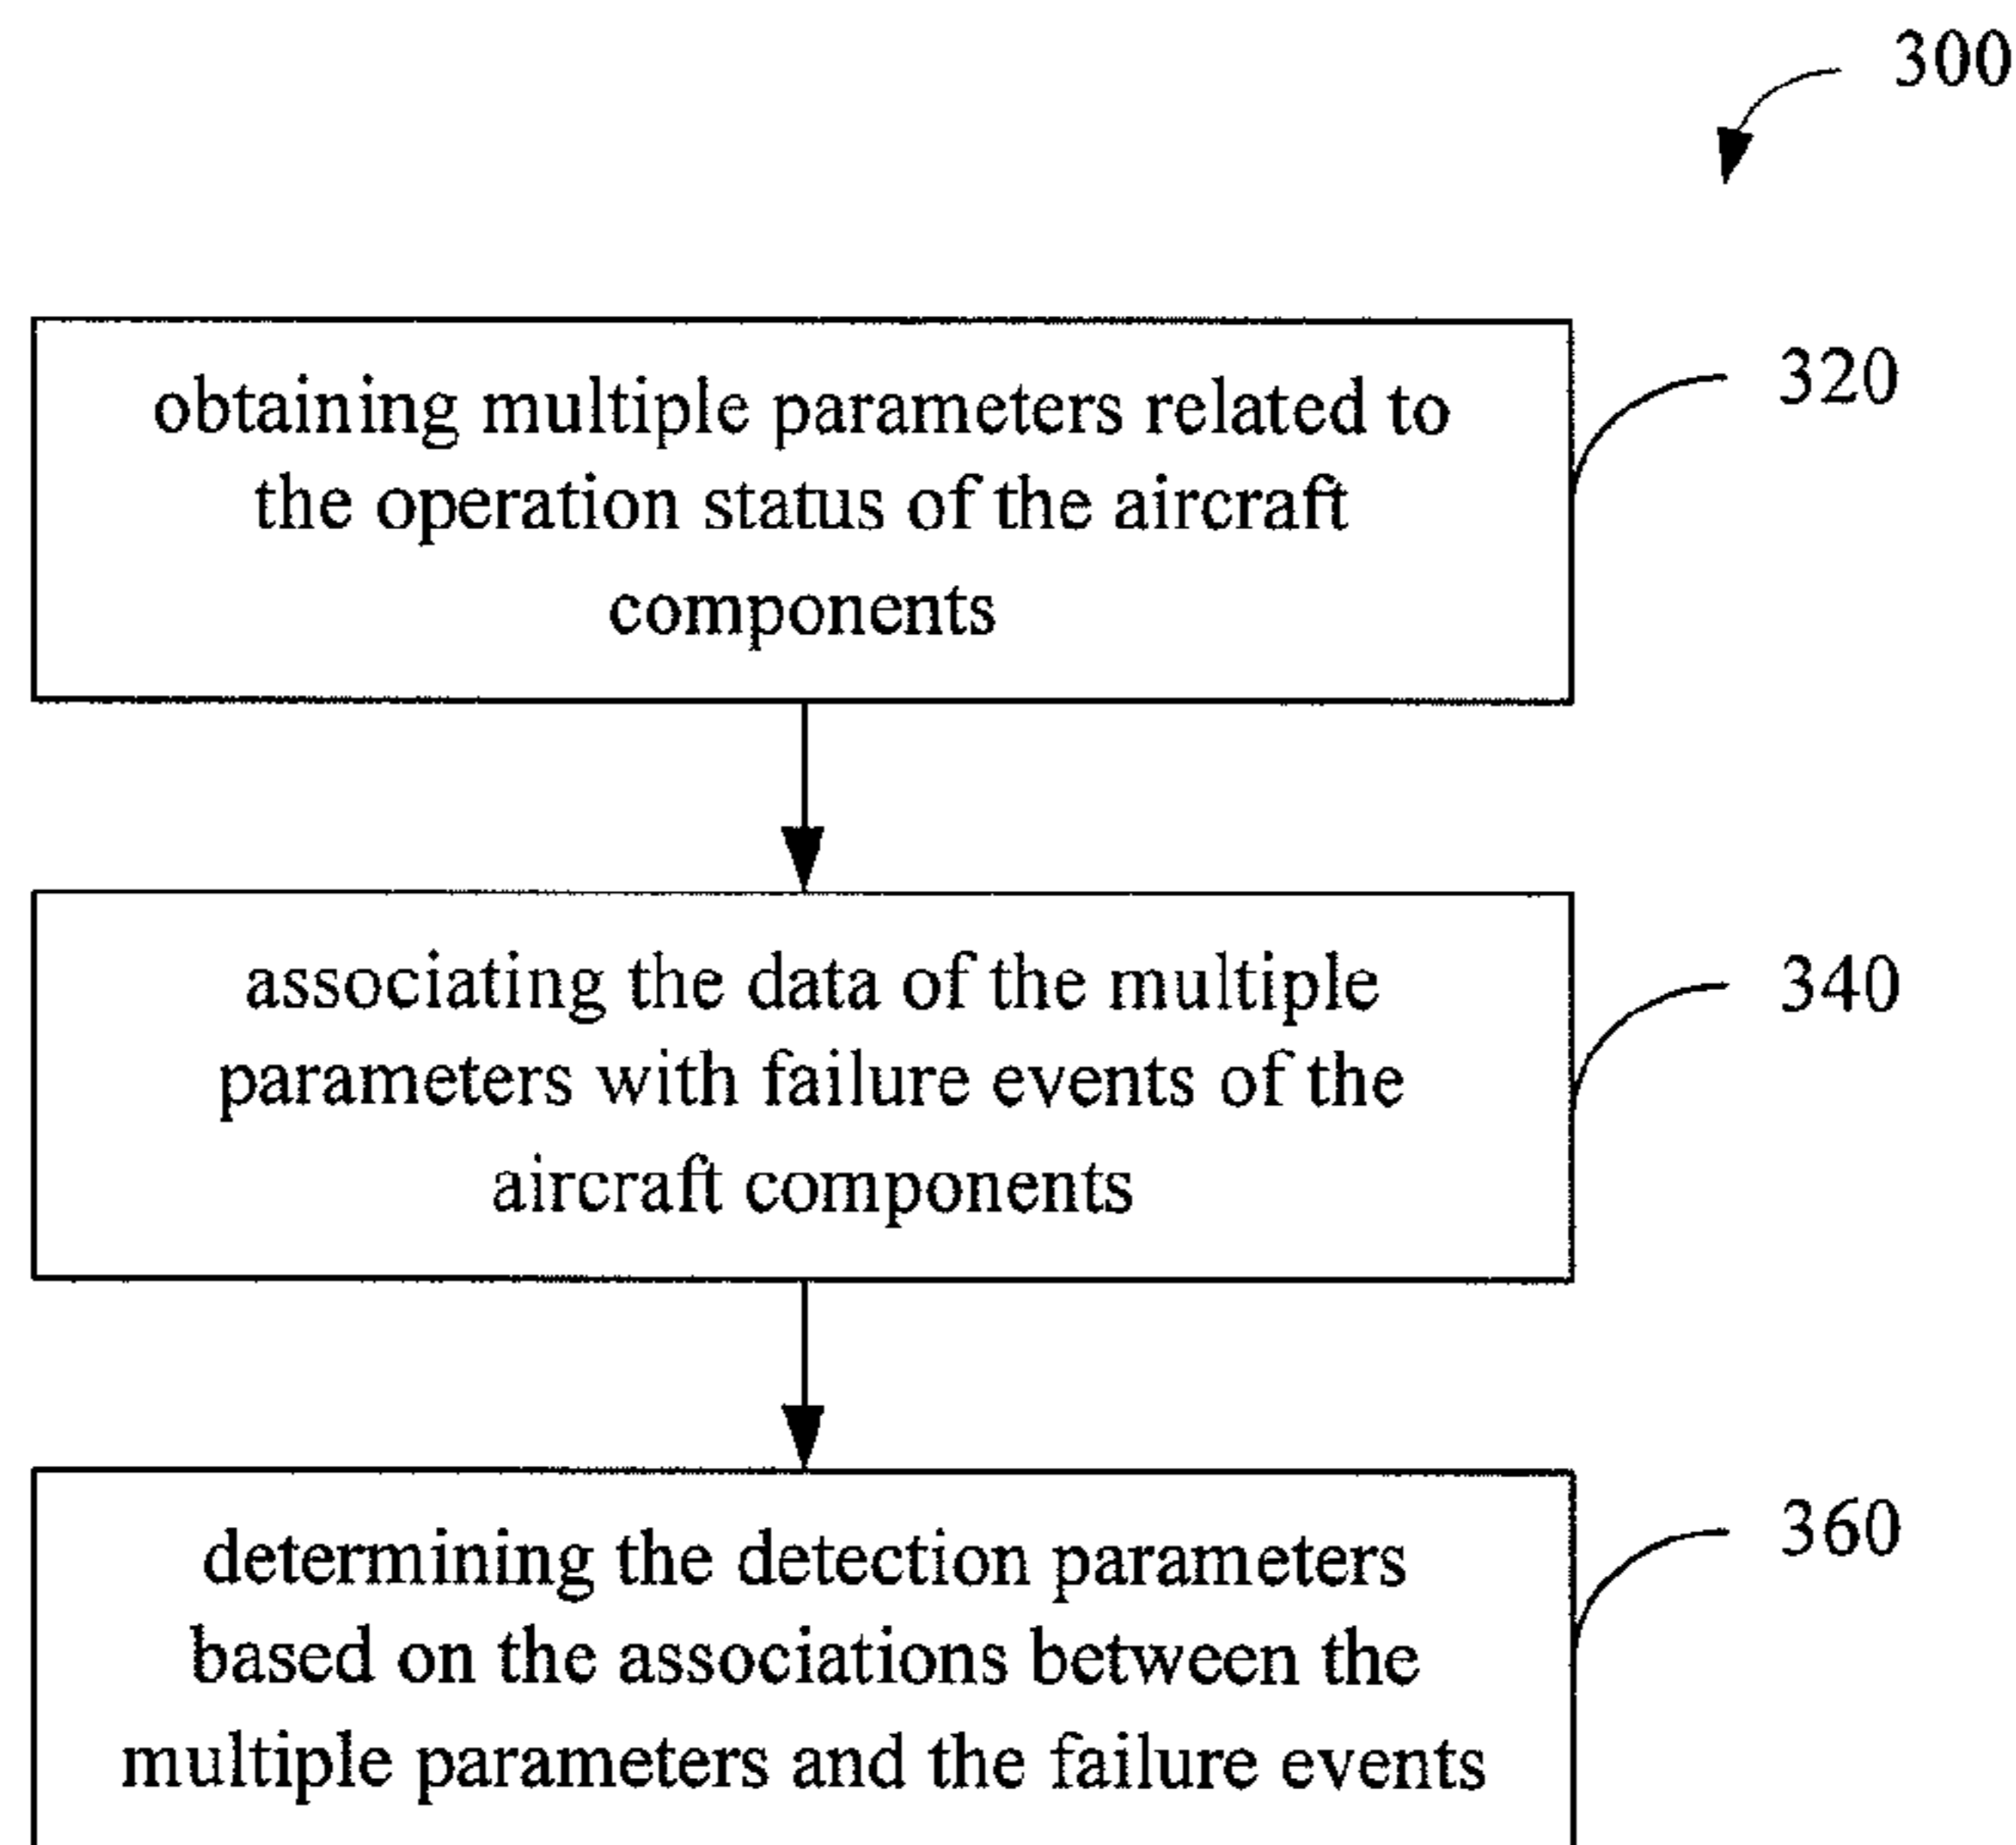 300
obtaining multiple parameters related to
the operation status of the aircraft
components
320
associating the data of the multiple
parameters with failure events of the
aircraft components
340
determining the detection parameters
based on the associations between the
multiple parameters and the failure events
360